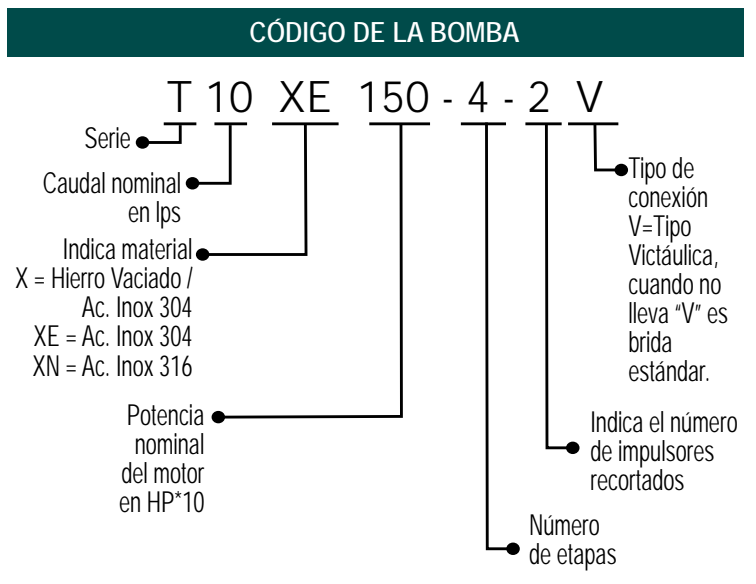 CÓDIGO DE LA BOMBA
T 10 XE 150 - 4 - 2 V
Serie
Caudal nominal
en lps
Indica material
X = Hierro Vaciado /
Ac. Inox 304
XE = Ac. Inox 304
XN = Ac. Inox 316
Potencia
nominal
del motor
en HP*10
Tipo de
conexión
V=Tipo
Victáulica,
cuando no
lleva “V” es
brida
estándar.
Indica el número
de impulsores
recortados
Número
de etapas